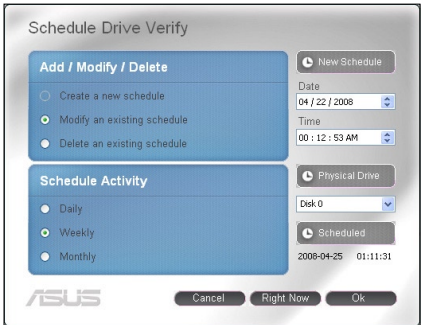 Schedule Drive Verify
Add / Modify / Delete
Create a new schedule
Modify an existing schedule
Delete an existing schedule
New Schedule
Date
04 / 22 / 2008
Time
00 : 12 : 53 AM
Schedule Activity
Daily
Weekly
Monthly
Physical Drive
Disk 0
Scheduled
2008-04-25 01:11:31
ASUS
Cancel
Right Now
Ok